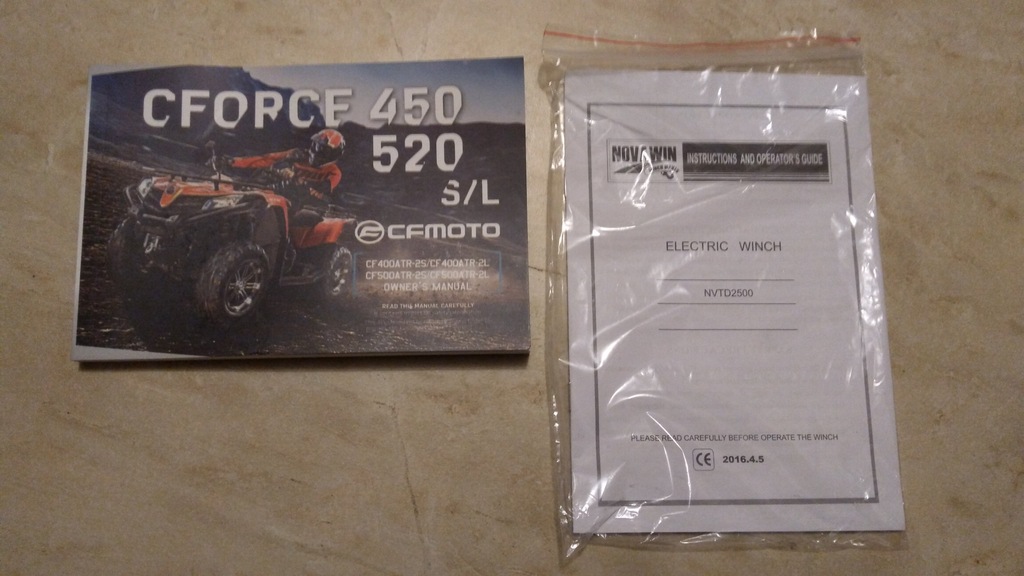 CFORCE 450
520
S/L
CFMOTO
CF400ATR-2S/CF400ATR-2L
CF500ATR-2S/CF500ATR-2L
OWNER'S MANUAL
READ THIS MANUAL CAREFULLY
NOVAWIN
INSTRUCTIONS AND OPERATOR'S GUIDE
ELECTRIC WINCH
NVTD2500
PLEASE READ CAREFULLY BEFORE OPERATE THE WINCH
CE 2016.4.5